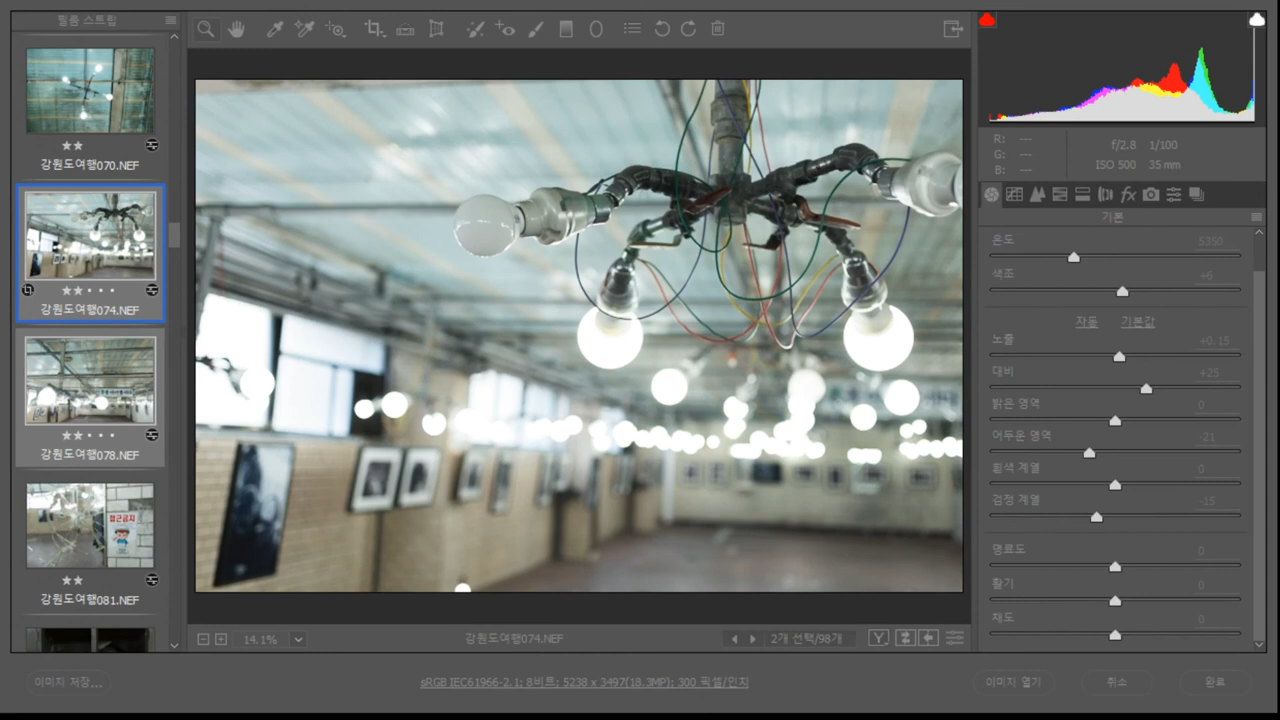 필름 스트립
강원도여행070.NEF
강원도여행074.NEF
강원도여행078.NEF
접근금지
강원도여행081.NEF
14.1%
강원도여행074.NEF
2개 선택/98개
Y
R: ---
G: ---
B: ---
f/2.8 1/100
ISO 500 35 mm
fx
기본
온도 5350
색조 +6
자동 기본값
노출 +0.15
대비 +25
밝은 영역 0
어두운 영역 -21
흰색 계열 0
검정 계열 -15
명료도 0
활기 0
채도 0
이미지 저장...
sRGB IEC61966-2.1; 8비트; 5238 x 3497(18.3MP); 300 픽셀/인치
이미지 열기
취소
완료